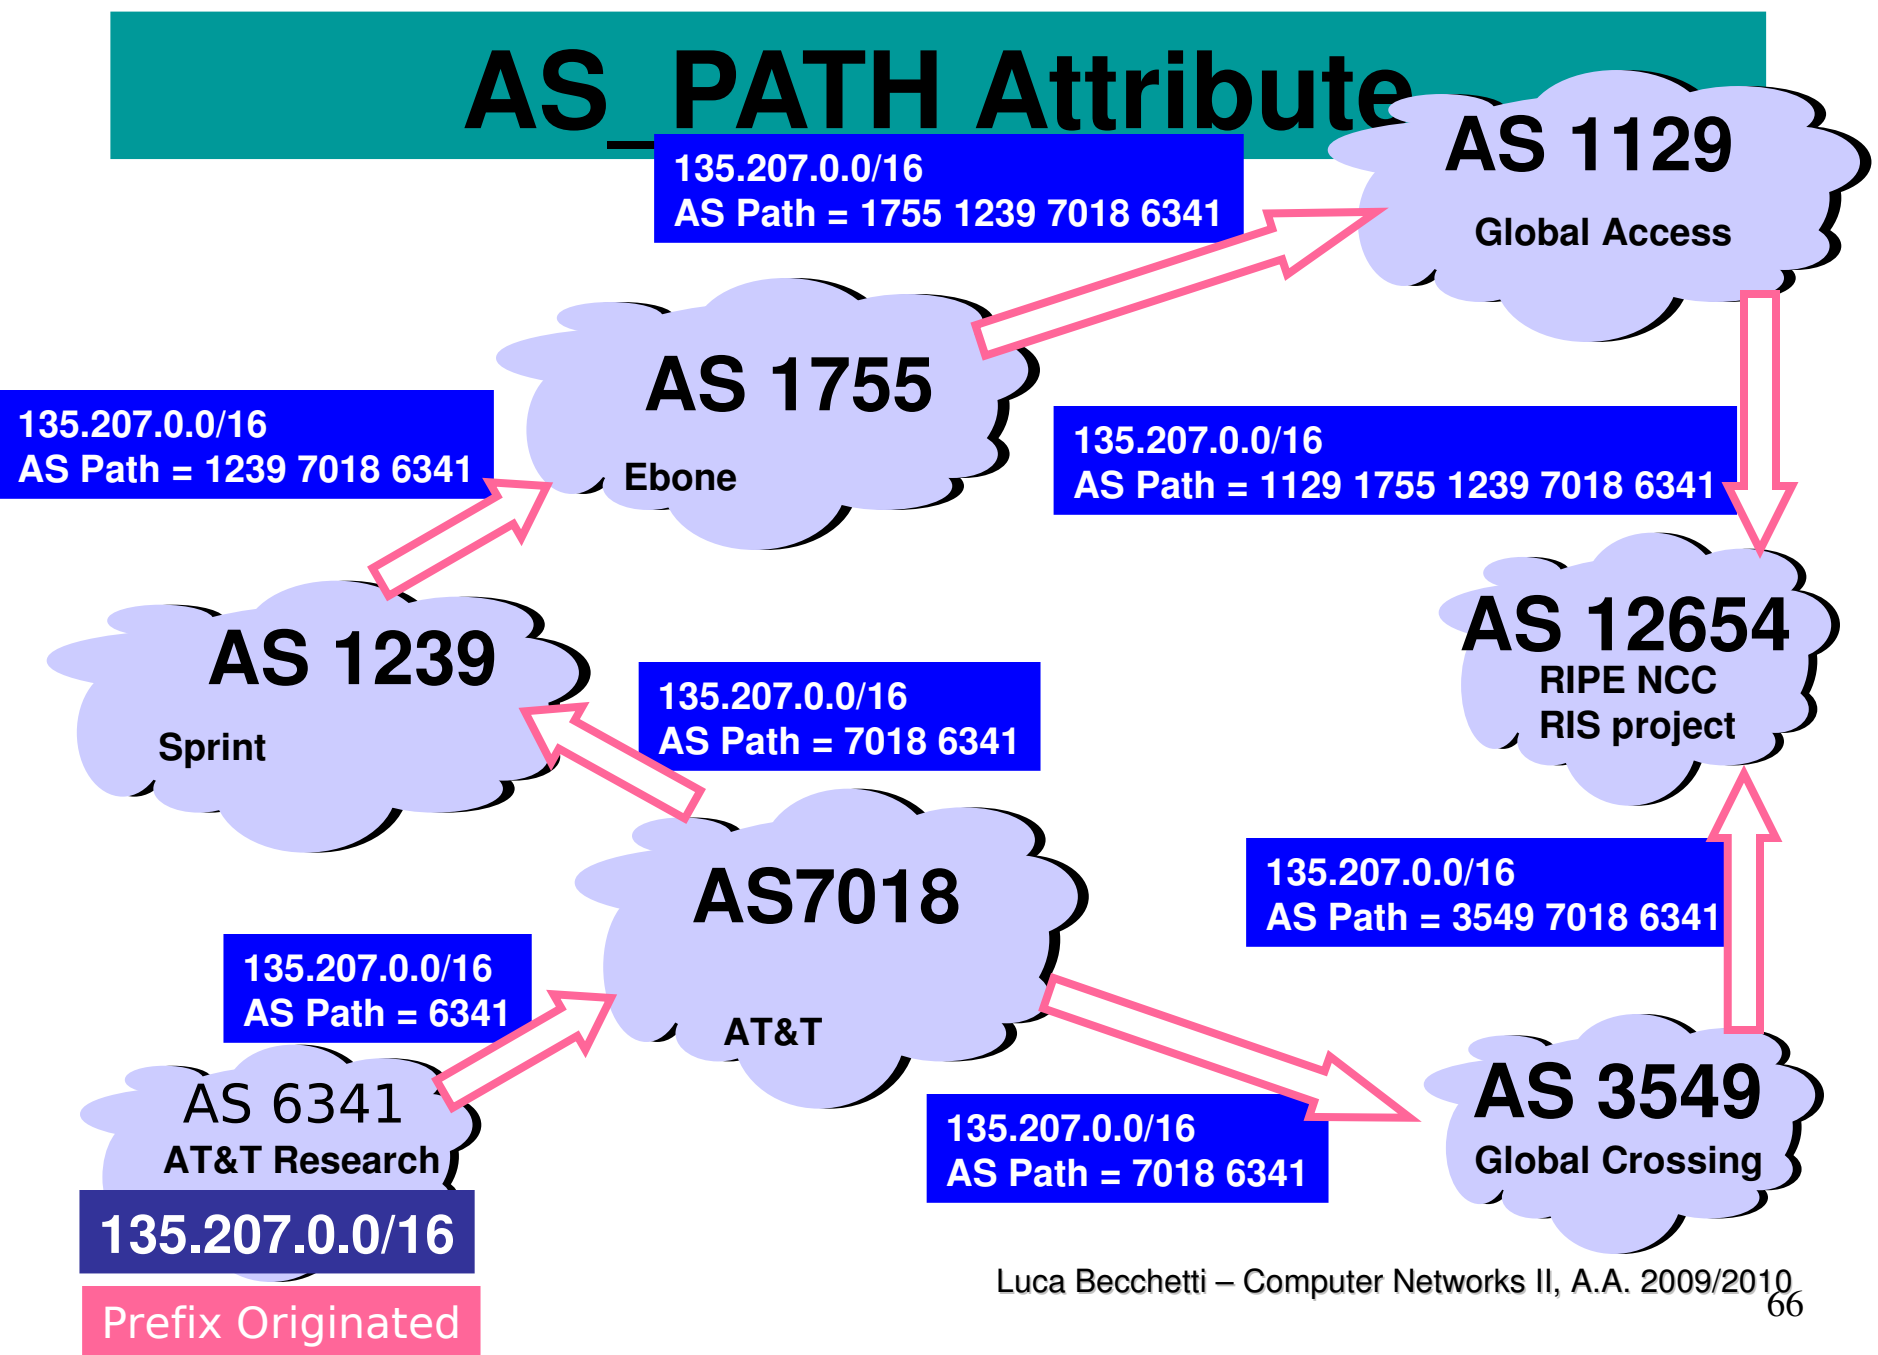 AS_PATH Attribute
135.207.0.0/16
AS Path = 1755 1239 7018 6341
AS 1129
Global Access
AS 1755
Ebone
135.207.0.0/16
AS Path = 1239 7018 6341
135.207.0.0/16
AS Path = 1129 1755 1239 7018 6341
AS 1239
Sprint
135.207.0.0/16
AS Path = 7018 6341
AS 12654
RIPE NCC
RIS project
AS7018
AT&T
135.207.0.0/16
AS Path = 3549 7018 6341
135.207.0.0/16
AS Path = 6341
AS 6341
AT&T Research
135.207.0.0/16
Prefix Originated
135.207.0.0/16
AS Path = 7018 6341
AS 3549
Global Crossing
Luca Becchetti – Computer Networks II, A.A. 2009/2010
66